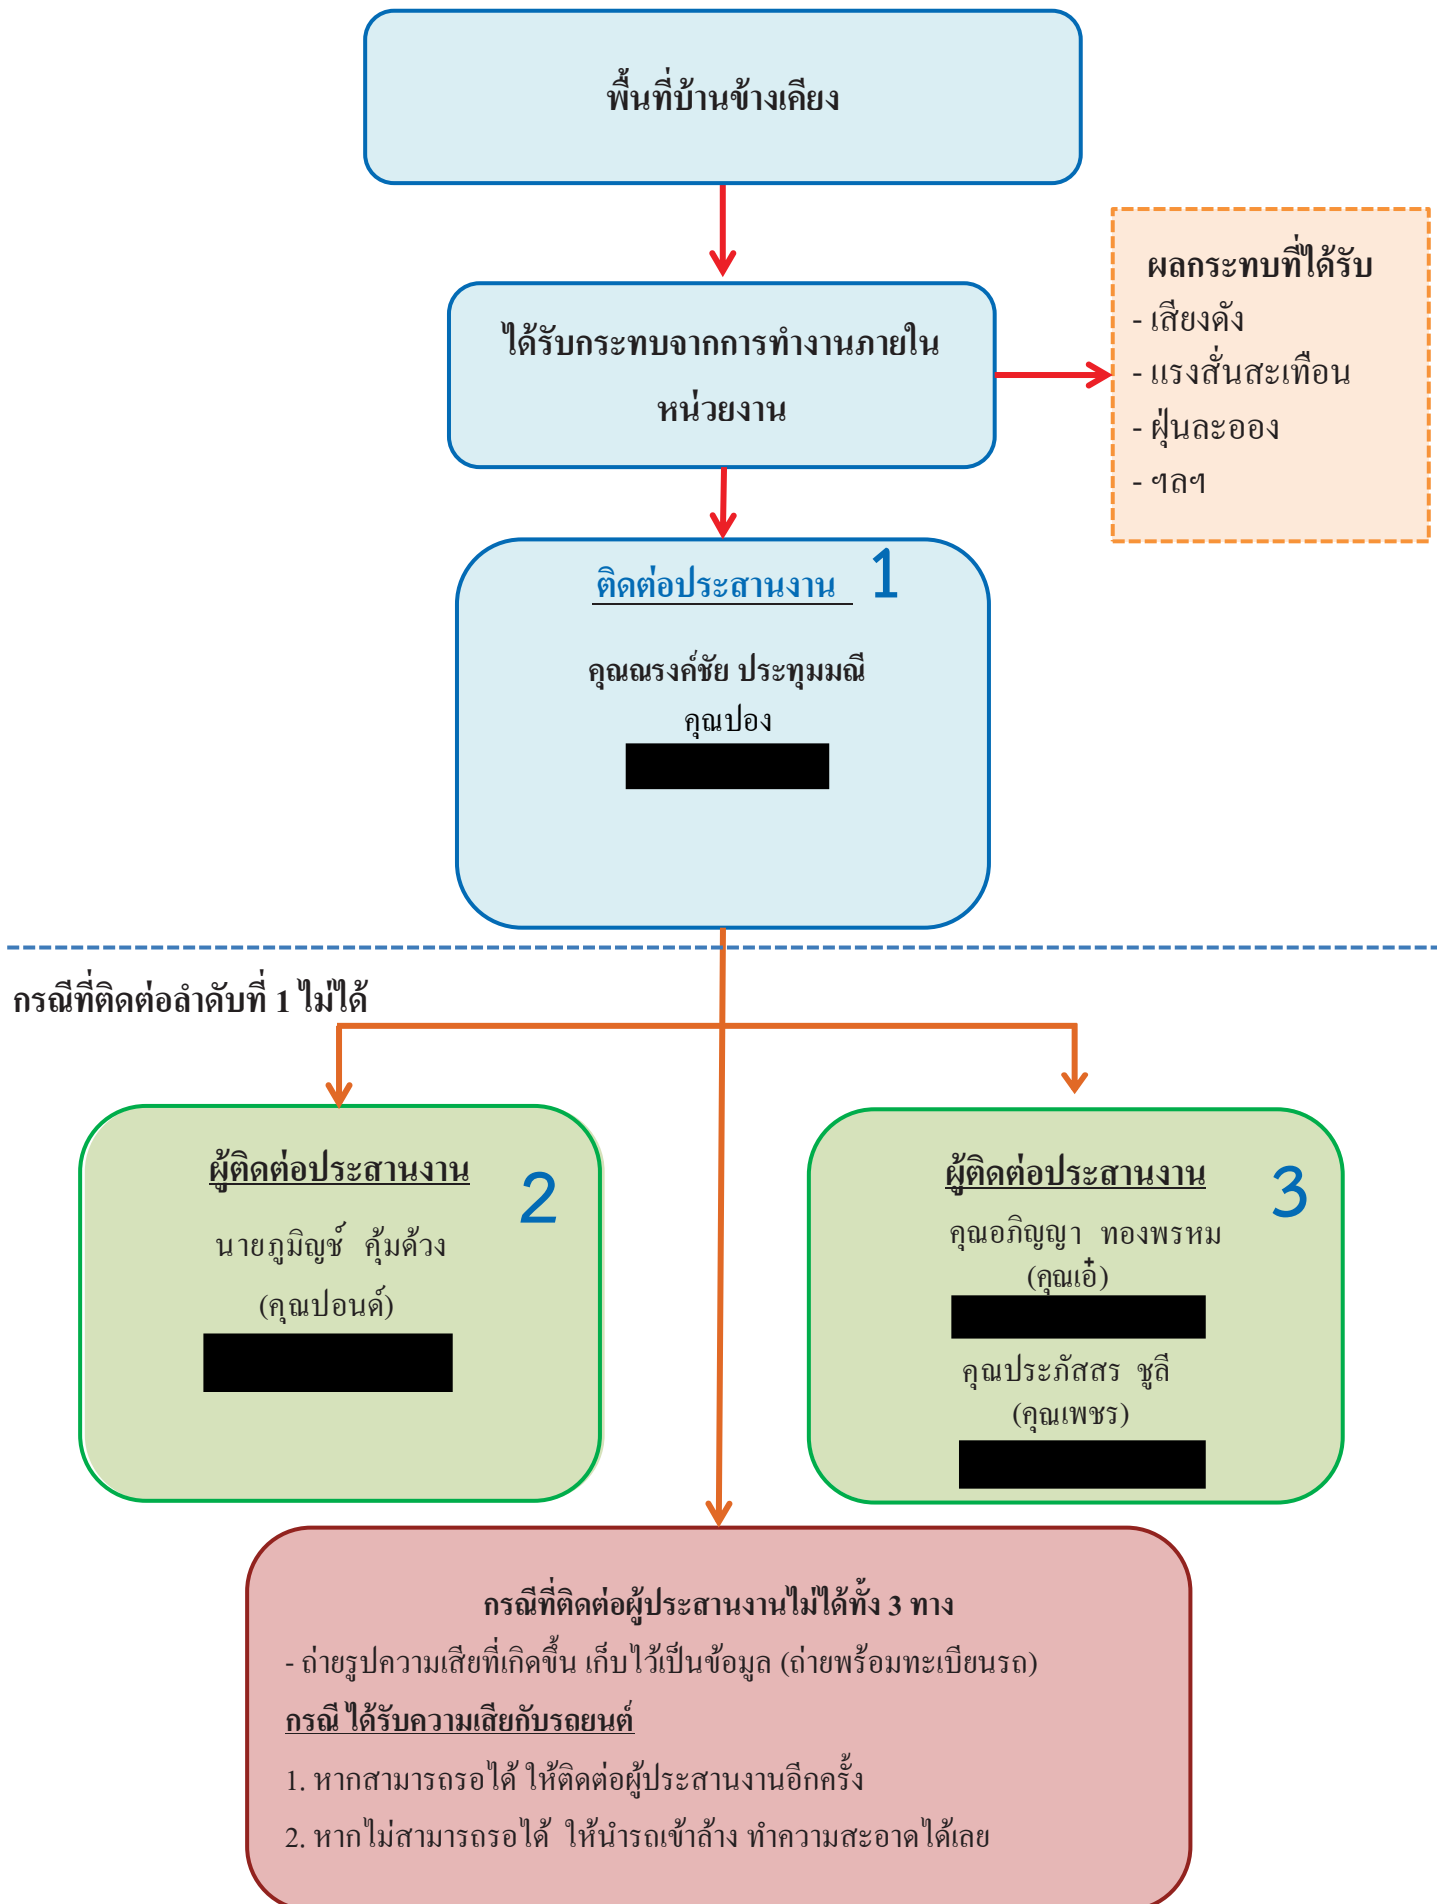 พื้นที่บ้านข้างเคียง
ได้รับกระทบจากการทำงานภายใน
หน่วยงาน
ผลกระทบที่ได้รับ
- เสียงดัง
- แรงสั่นสะเทือน
- ฝุ่นละออง
- ฯลฯ
ติดต่อประสานงาน 1
คุณณรงค์ชัย ประทุมมณี
คุณปอง
กรณีที่ติดต่อลำดับที่ 1 ไม่ได้
ผู้ติดต่อประสานงาน 2
นายภูมิญช์ คุ้มด้วง
(คุณปอนด์)
ผู้ติดต่อประสานงาน 3
คุณอภิญญา ทองพรหม
(คุณเอ๋)
คุณประภัสสร ชูลี
(คุณเพชร)
กรณีที่ติดต่อผู้ประสานงานไม่ได้ทั้ง 3 ทาง
- ถ่ายรูปความเสียที่เกิดขึ้น เก็บไว้เป็นข้อมูล (ถ่ายพร้อมทะเบียนรถ)
กรณี ได้รับความเสียกับรถยนต์
1. หากสามารถรอได้ ให้ติดต่อผู้ประสานงานอีกครั้ง
2. หากไม่สามารถรอได้ ให้นำรถเข้าล้าง ทำความสะอาดได้เลย